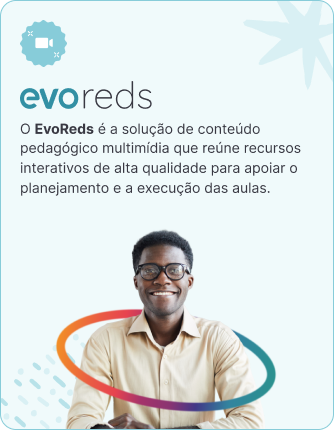 evoreds
O EvoReds é a solução de conteúdo
pedagógico multimídia que reúne recursos
interativos de alta qualidade para apoiar o
planejamento e a execução das aulas.